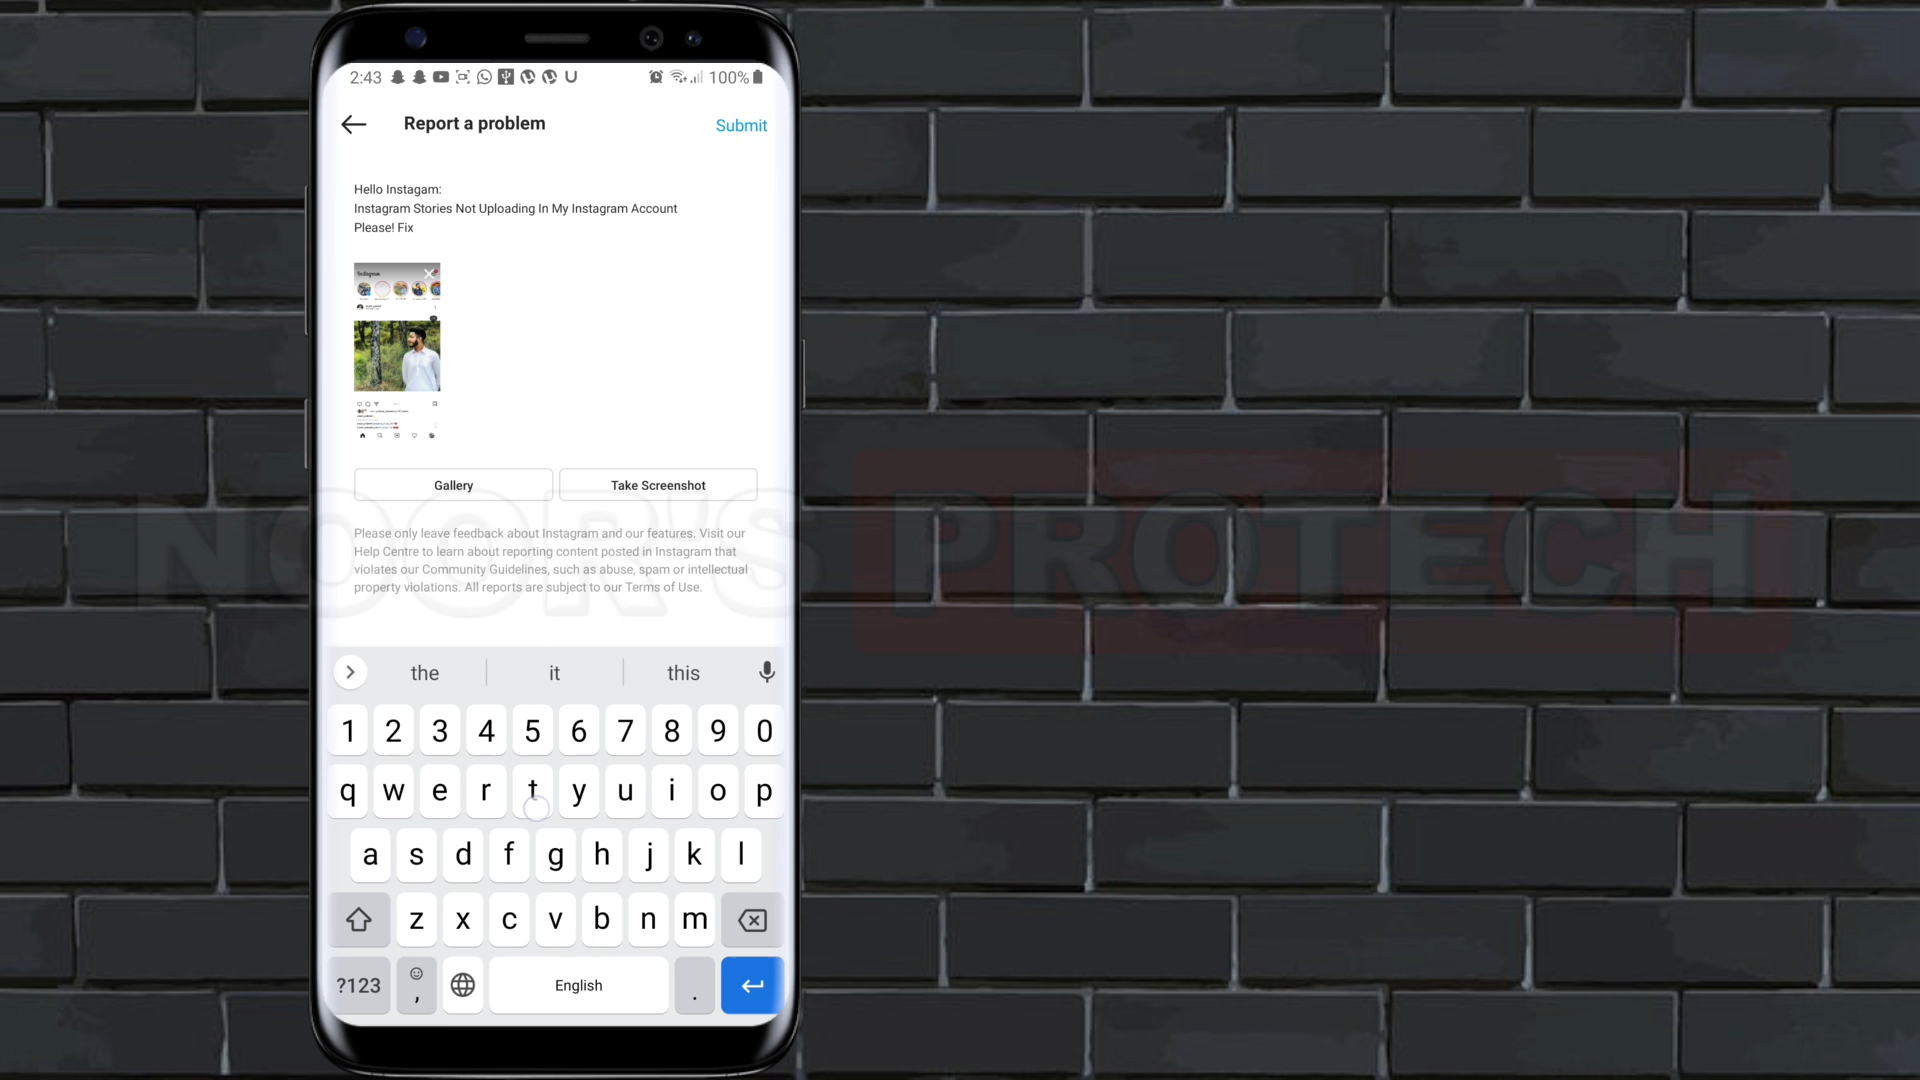 2:43
100%
Report a problem
Submit
Hello Instagam:
Instagram Stories Not Uploading In My Instagram Account
Please! Fix
Instagram
Gallery
Take Screenshot
Please only leave feedback about Instagram and our features. Visit our
Help Centre to learn about reporting content posted in Instagram that
violates our Community Guidelines, such as abuse, spam or intellectual
property violations. All reports are subject to our Terms of Use.
NOOR'S PROTECH
the it this
1 2 3 4 5 6 7 8 9 0
q w e r t y u i o p
a s d f g h j k l
z x c v b n m
?123 , English .